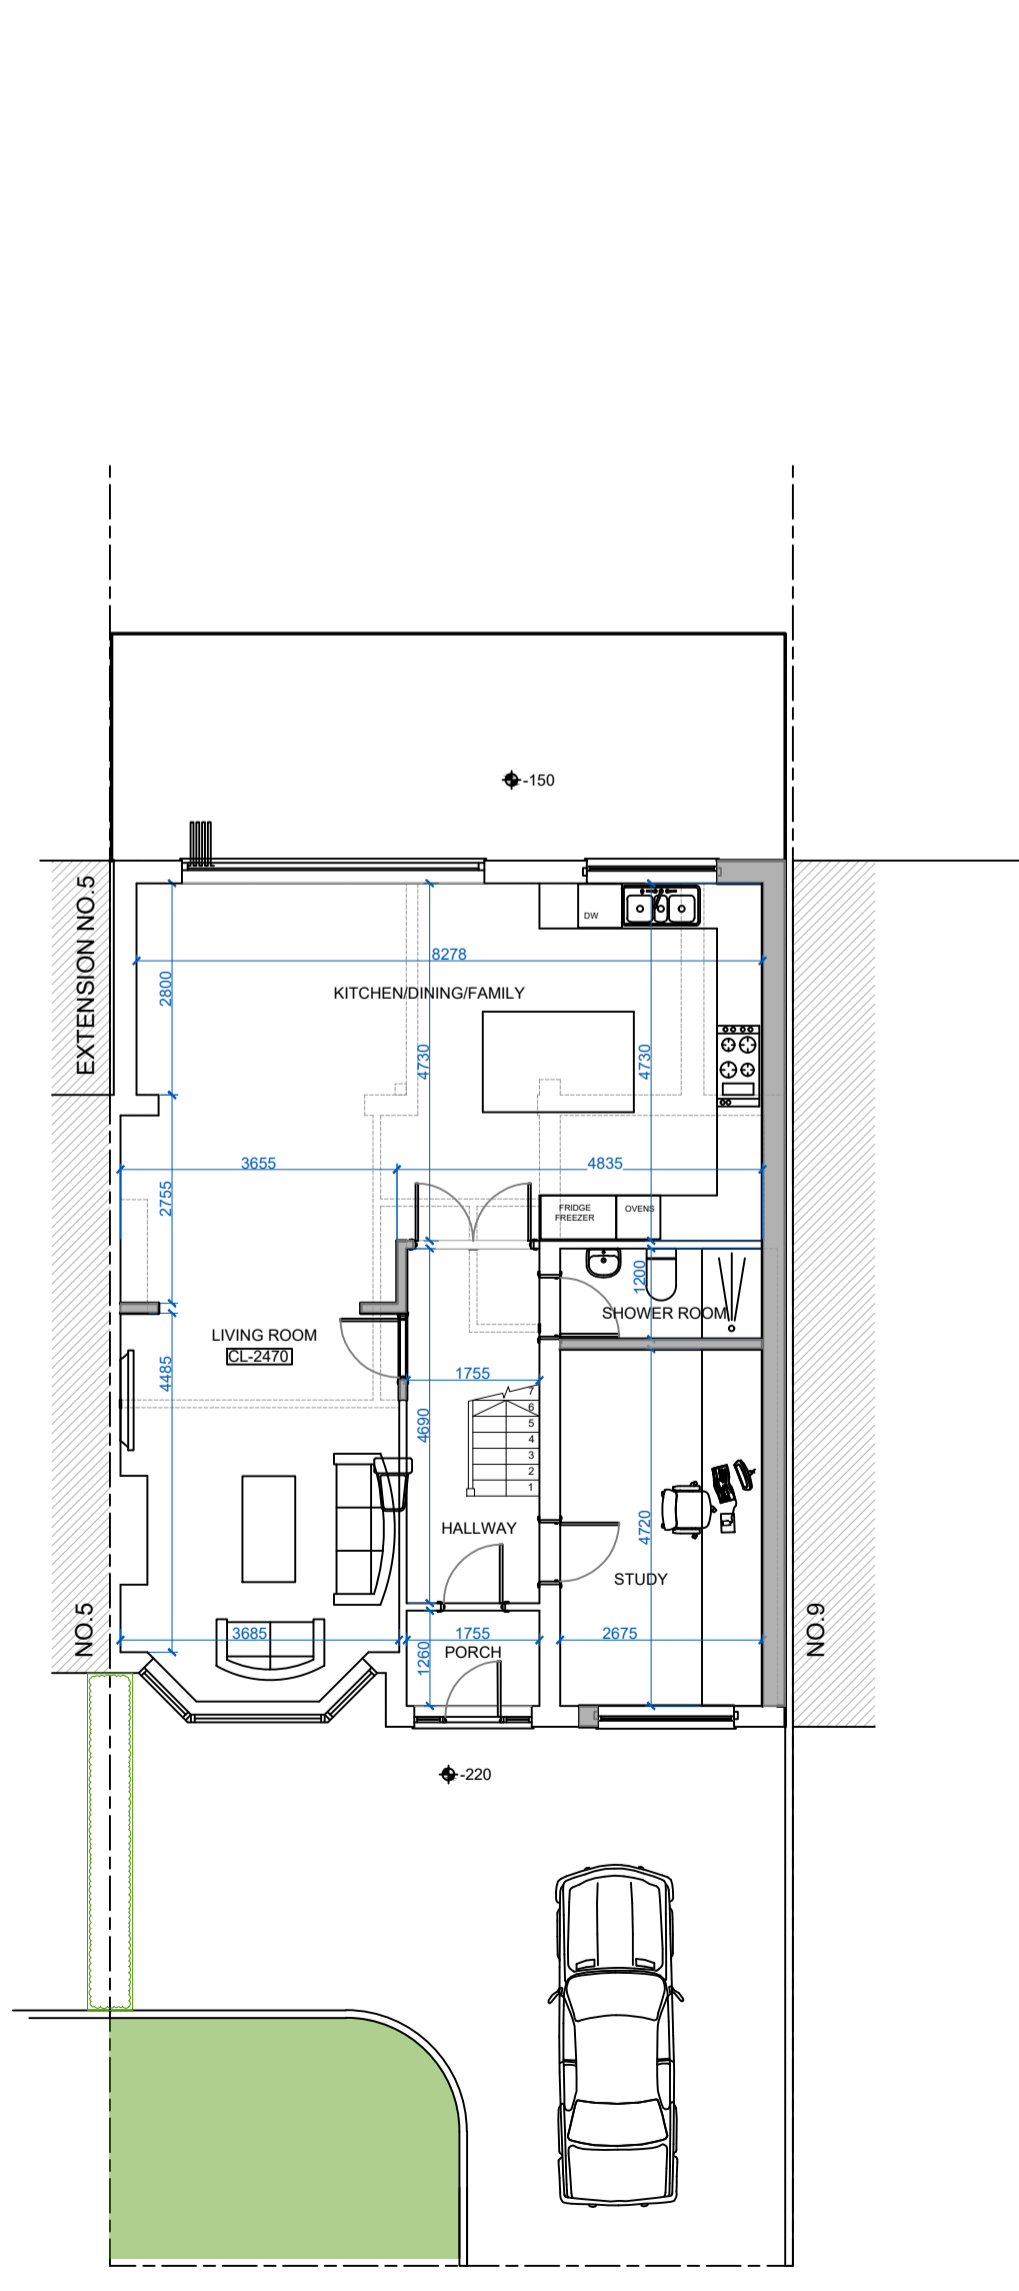 -150
EXTENSION NO.5
DW
8278
2800
KITCHEN/DINING/FAMILY
4730
4730
3655
4835
2755
FRIDGE
FREEZER
OVENS
1200
SHOWER ROOM
LIVING ROOM
CL-2470
4485
1755
4690
7
6
5
4
3
2
1
HALLWAY
4720
STUDY
NO.5
NO.9
3685
1755
2675
PORCH
1260
-220